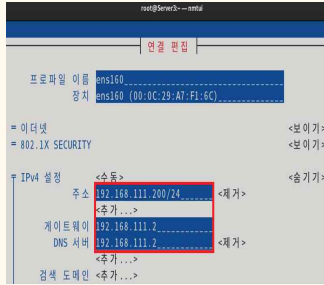 root@Server3:~ — nmtui
연결 편집
프로파일 이름 ens160
장치 ens160 (00:0C:29:A7:F1:6C)
= 이더넷 <보이기>
= 802.1X SECURITY <보이기>
╤ IPv4 설정 <수동> <숨기기>
주소 192.168.111.200/24 <제거>
<추가...>
게이트웨이 192.168.111.2
DNS 서버 192.168.111.2 <제거>
<추가...>
검색 도메인 <추가...>